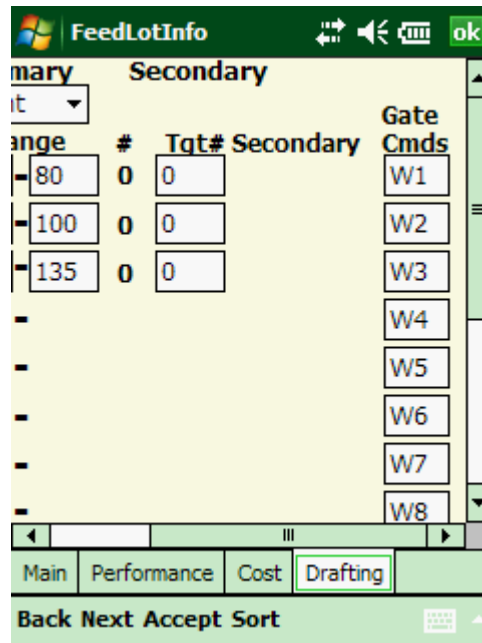 FeedLotInfo ok
mary Secondary
nt
Gate
ange # Tgt# Secondary Cmds
-80 0 0 W1
-100 0 0 W2
-135 0 0 W3
- W4
- W5
- W6
- W7
- W8
Main Performance Cost Drafting
Back Next Accept Sort